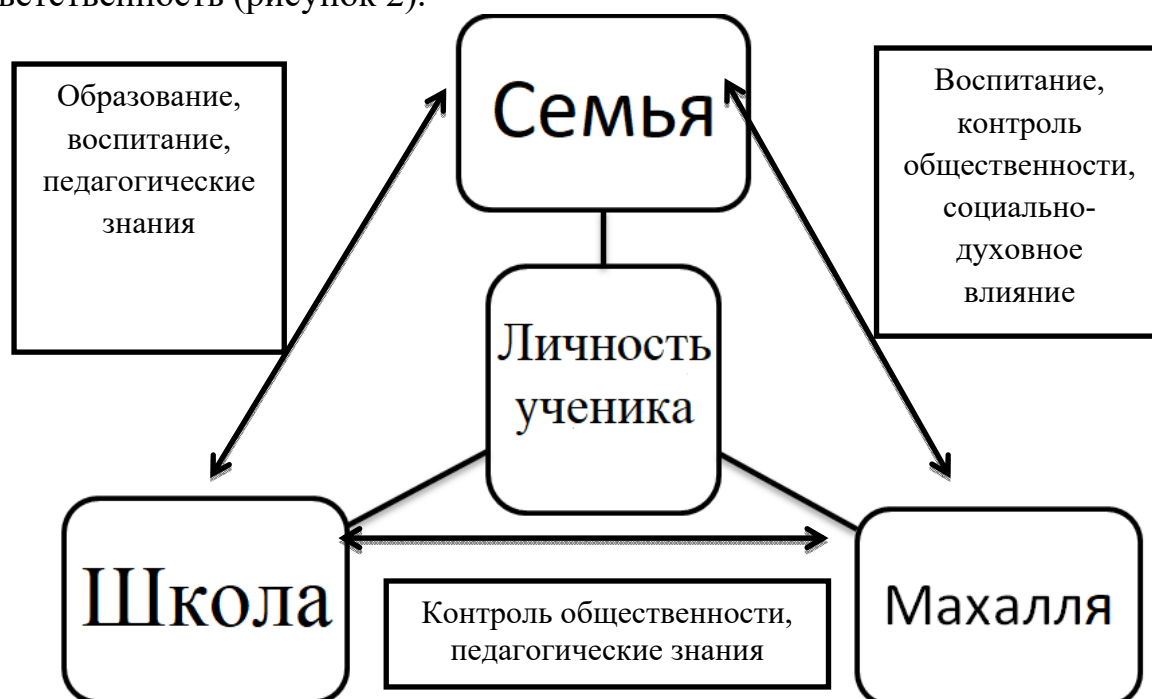 (рисунок 2).
Семья
Образование,
воспитание,
педагогические
знания
Воспитание,
контроль
общественности,
социально-
духовное
влияние
Личность
ученика
Школа
Контроль общественности,
педагогические знания
Махалля